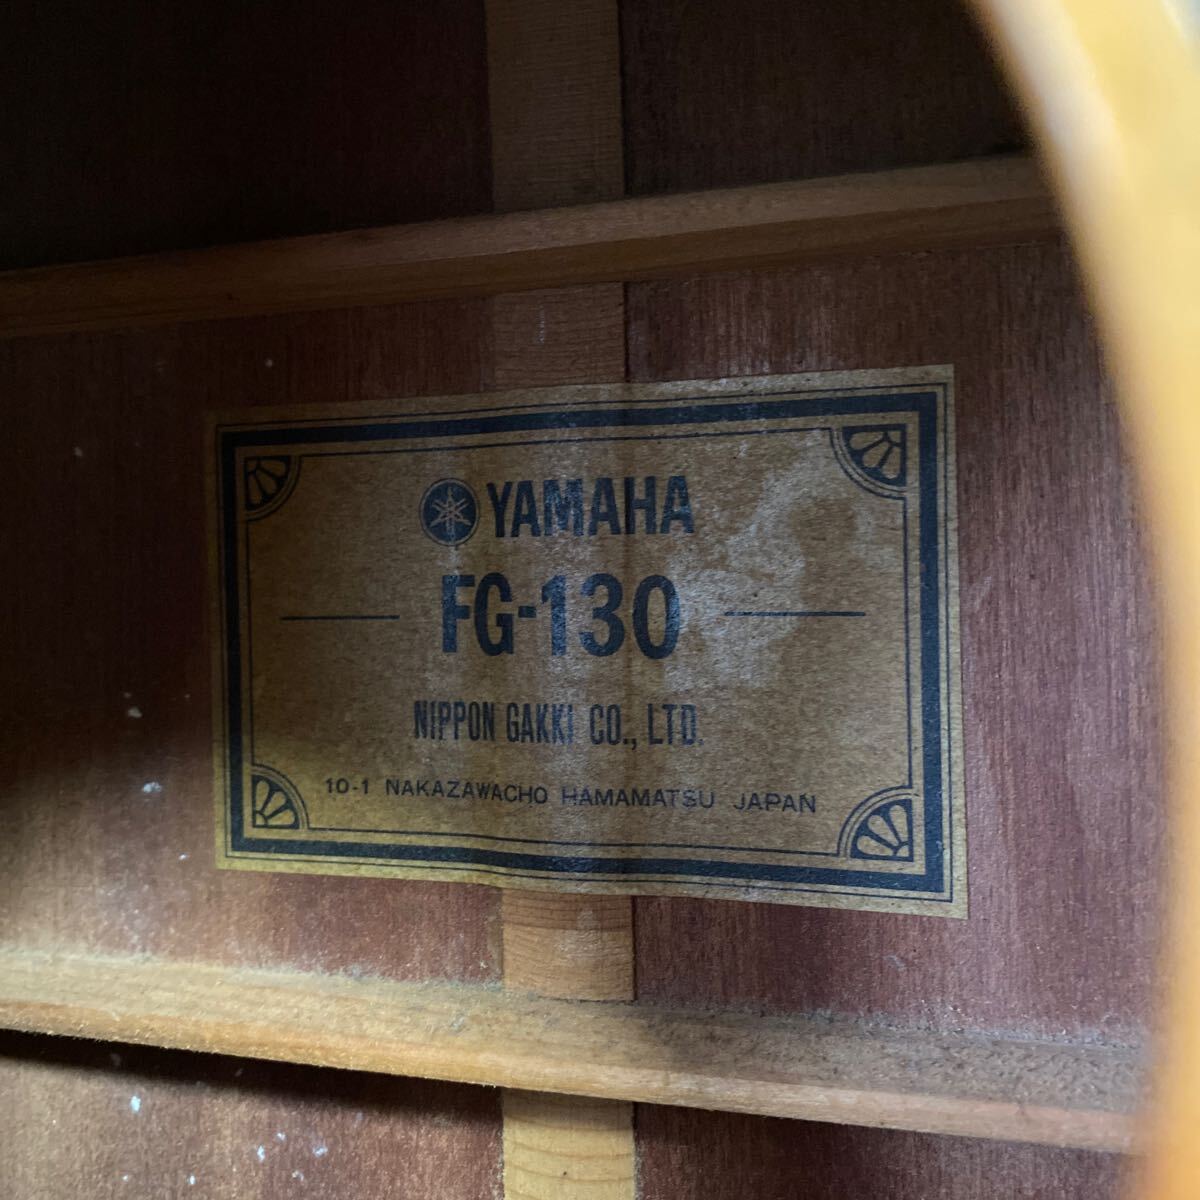 YAMAHA
FG-130
NIPPON GAKKI CO., LTD.
10-1 NAKAZAWACHO HAMAMATSU JAPAN